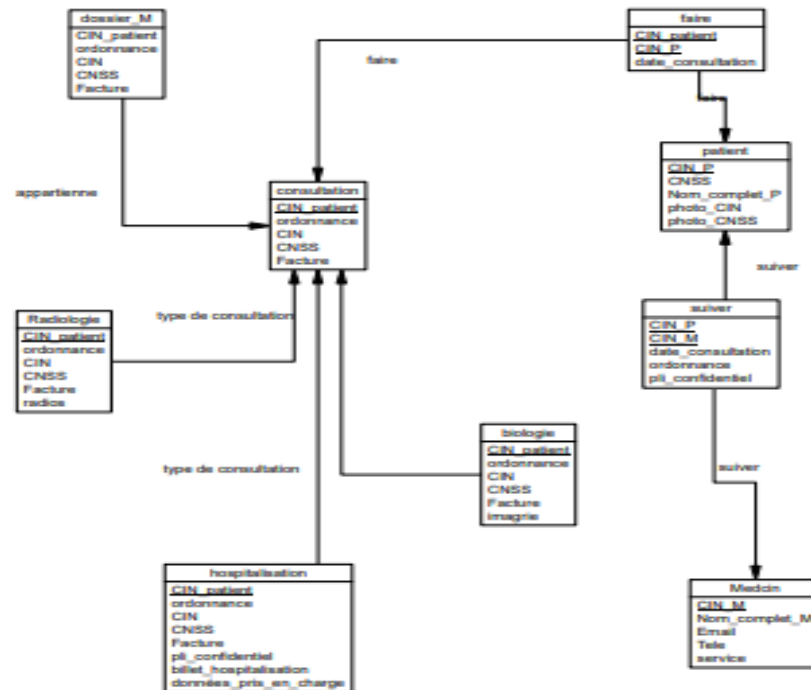 dossier_M
CIN_patient
ordonnance
CIN
CNSS
Facture
faire
CIN_patient
CIN_P
date_consultation
faire
faire
patient
CIN_P
CNSS
Nom_complet_P
photo_CIN
photo_CNSS
appartienne
consultation
CIN_patient
ordonnance
CIN
CNSS
Facture
suiver
suiver
CIN_P
CIN_M
date_consultation
ordonnance
pli_confidentiel
Radiologie
CIN_patient
ordonnance
CIN
CNSS
Facture
radios
type de consultation
biologie
CIN_patient
ordonnance
CIN
CNSS
Facture
imagrie
type de consultation
suiver
hospitalisation
CIN_patient
ordonnance
CIN
CNSS
Facture
pli_confidentiel
billet_hospitalisation
données_pris_en_charge
Medcin
CIN_M
Nom_complet_M
Email
Tele
service